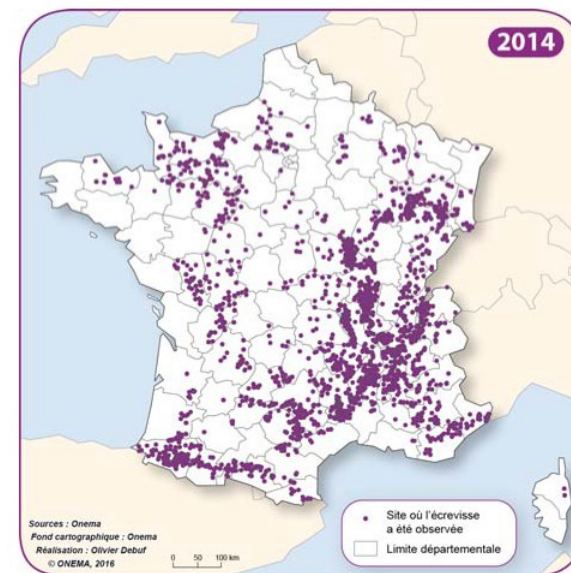 2014
Site où l'écrevisse
a été observée
Limite départementale
Sources : Onema
Fond cartographique : Onema
Réalisation : Olivier Debuf
© ONEMA, 2016
0 50 100 km